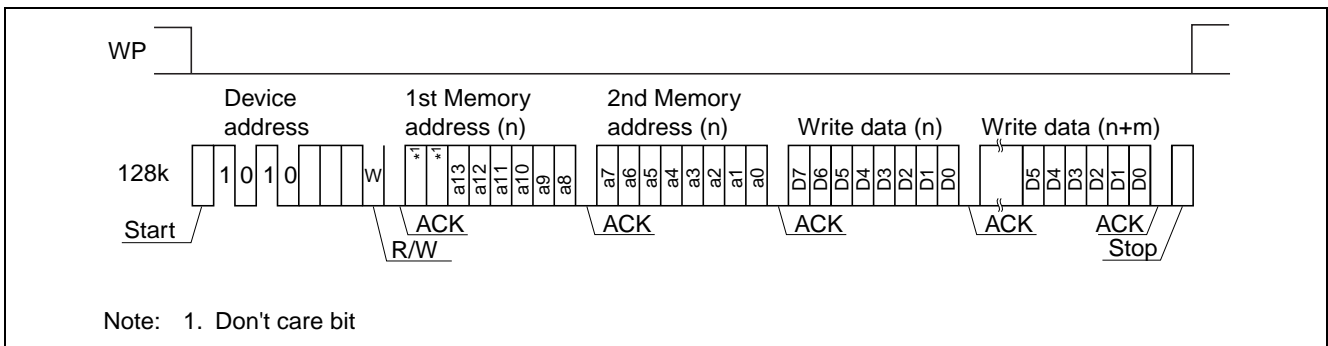 WP
Device address
1st Memory address (n)
2nd Memory address (n)
Write data (n)
Write data (n+m)
128k
1 0 1 0 W
*1 *1 a13 a12 a11 a10 a9 a8
a7 a6 a5 a4 a3 a2 a1 a0
D7 D6 D5 D4 D3 D2 D1 D0
D5 D4 D3 D2 D1 D0
Start
R/W
ACK
ACK
ACK
ACK
ACK
Stop
Note: 1. Don't care bit